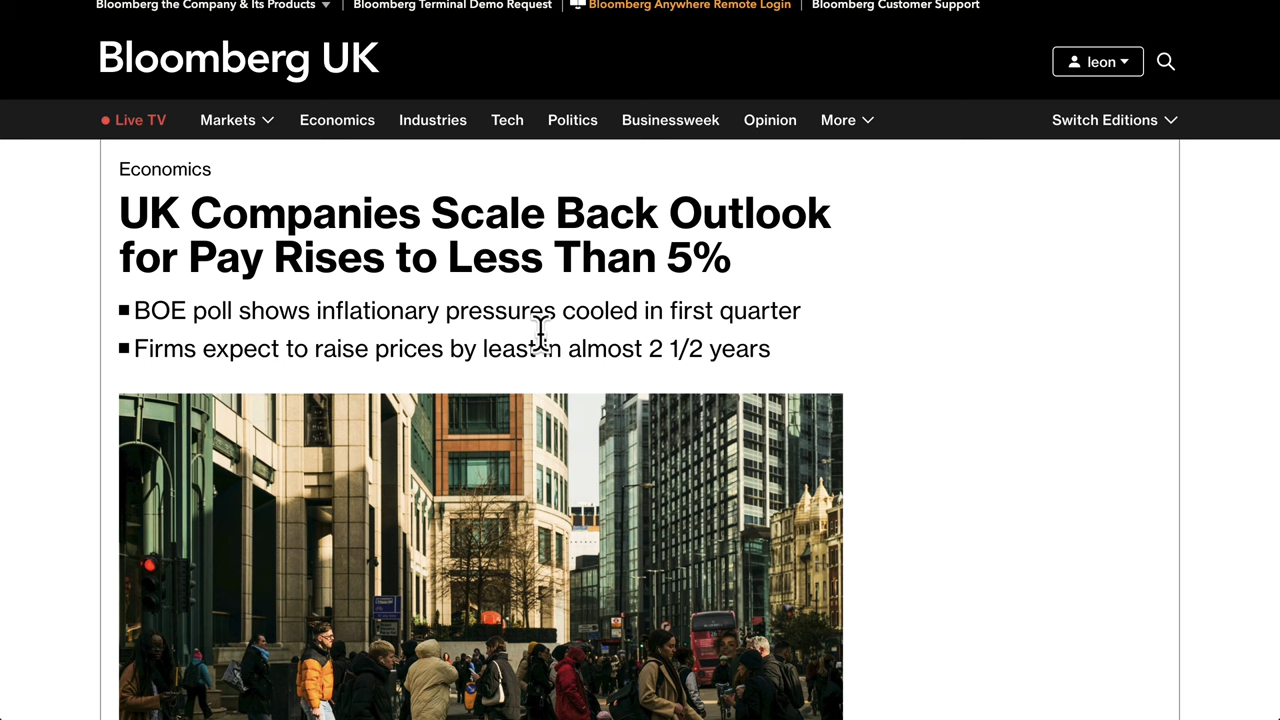 Bloomberg the Company & Its Products
Bloomberg Terminal Demo Request
Bloomberg Anywhere Remote Login
Bloomberg Customer Support
Bloomberg UK
leon
Live TV
Markets
Economics
Industries
Tech
Politics
Businessweek
Opinion
More
Switch Editions
Economics
UK Companies Scale Back Outlook
for Pay Rises to Less Than 5%
BOE poll shows inflationary pressures cooled in first quarter
Firms expect to raise prices by least in almost 2 1/2 years